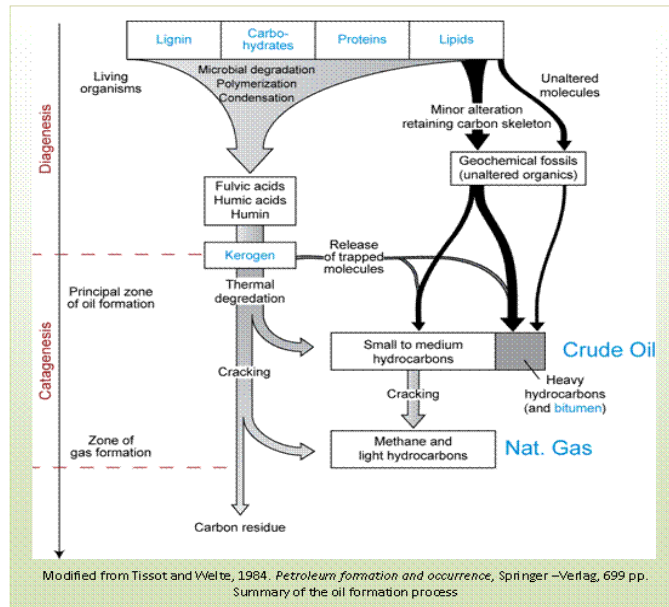 Lignin
Carbo-
hydrates
Proteins
Lipids
Living
organisms
Microbial degradation
Polymerization
Condensation
Unaltered
molecules
Minor alteration
retaining carbon skeleton
Diagenesis
Geochemical fossils
(unaltered organics)
Fulvic acids
Humic acids
Humin
Kerogen
Release
of trapped
molecules
Thermal
degredation
Principal zone
of oil formation
Catagenesis
Small to medium
hydrocarbons
Crude Oil
Cracking
Cracking
Heavy
hydrocarbons
(and bitumen)
Methane and
light hydrocarbons
Nat. Gas
Zone of
gas formation
Carbon residue
Modified from Tissot and Welte, 1984. Petroleum formation and occurrence, Springer –Verlag, 699 pp.
Summary of the oil formation process